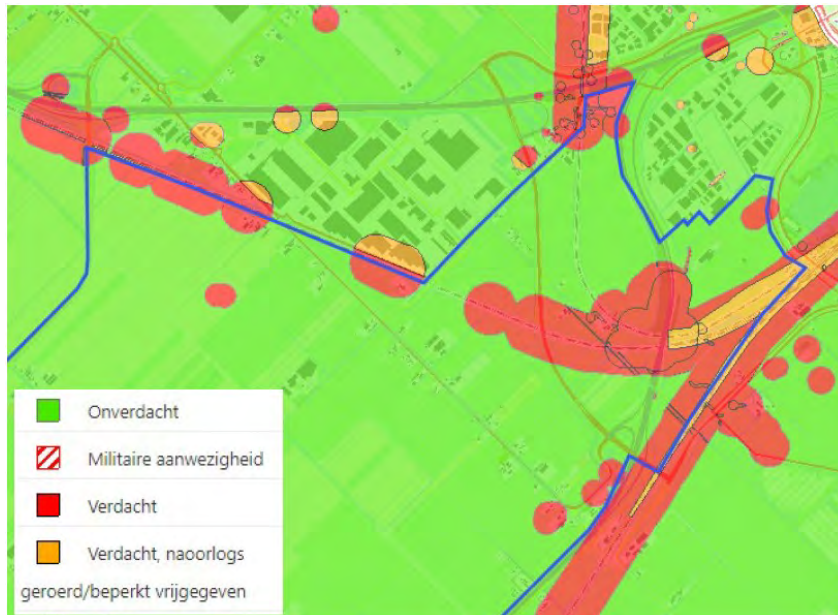 Onverdacht
Militaire aanwezigheid
Verdacht
Verdacht, naoorlogs
geroerd/beperkt vrijgegeven